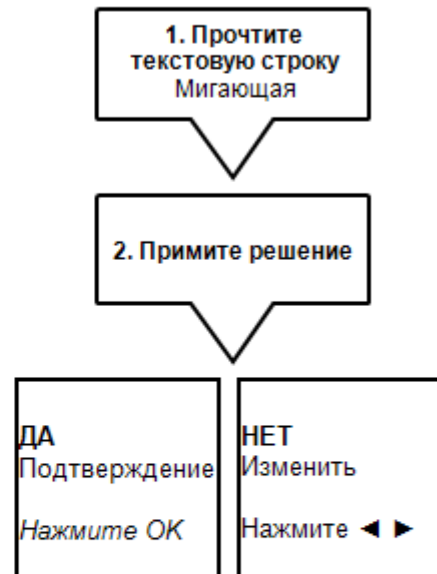 1. Прочтите
текстовую строку
Мигающая
2. Примите решение
ДА
Подтверждение
Нажмите OK
НЕТ
Изменить
Нажмите ◄ ►